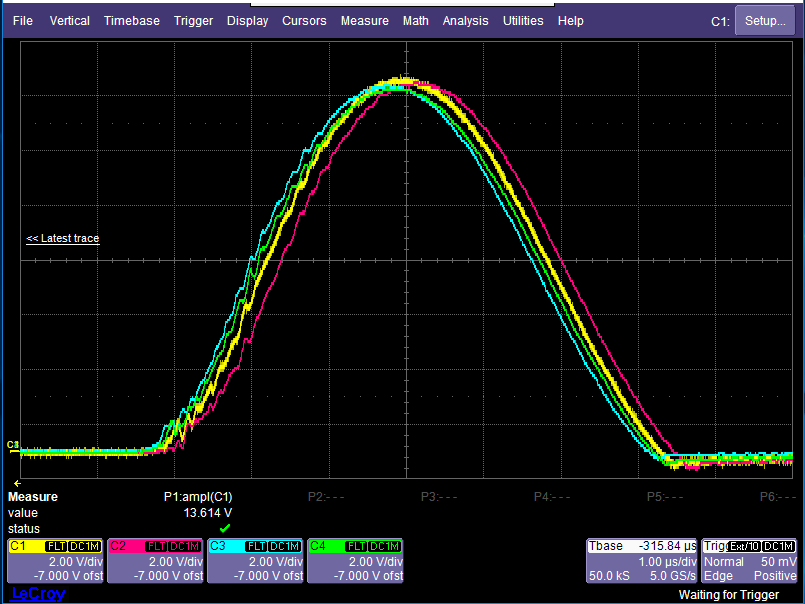 File Vertical Timebase Trigger Display Cursors Measure Math Analysis Utilities Help C1: Setup...
<< Latest trace
Measure P1:ampl(C1) P2:--- P3:--- P4:--- P5:--- P6:---
value 13.614 V
status
C1 FLT DC1M C2 FLT DC1M C3 FLT DC1M C4 FLT DC1M Tbase -315.84 µs Trig Ext/10 DC1M
2.00 V/div 2.00 V/div 2.00 V/div 2.00 V/div 1.00 µs/div Normal 50 mV
-7.000 V ofst -7.000 V ofst -7.000 V ofst -7.000 V ofst 50.0 kS 5.0 GS/s Edge Positive
LeCroy Waiting for Trigger